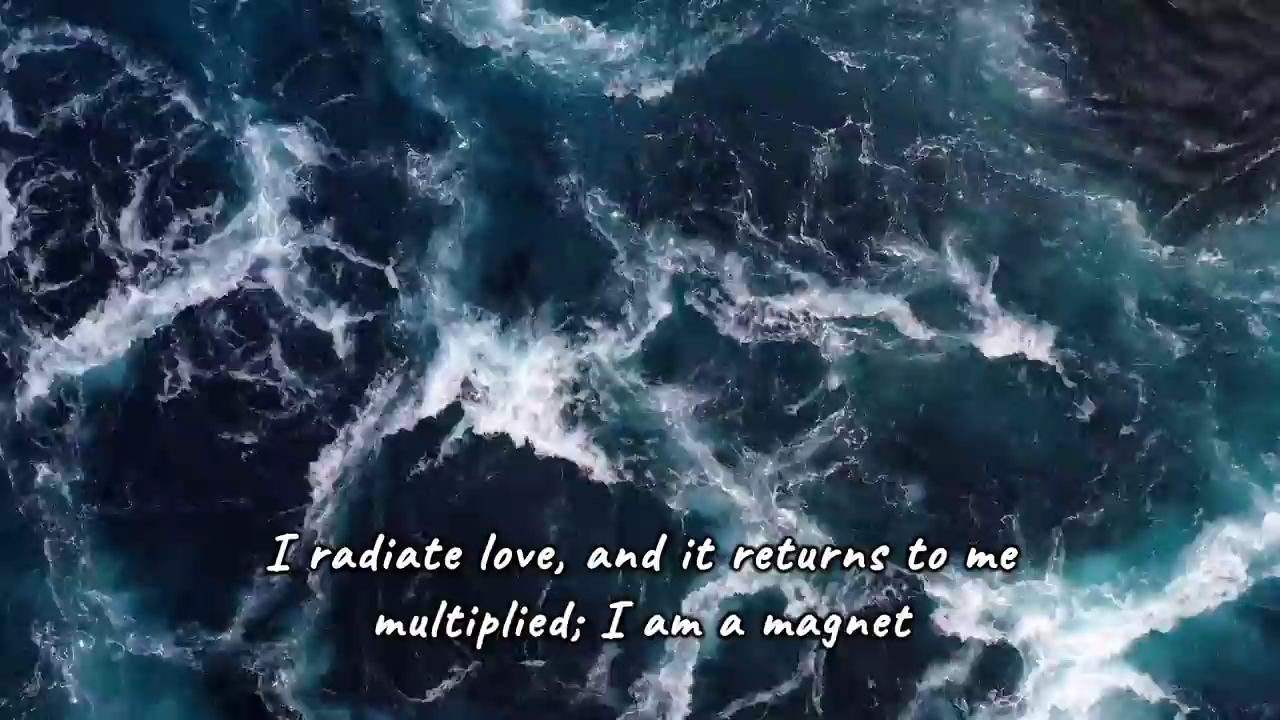 I radiate love, and it returns to me
multiplied; I am a magnet